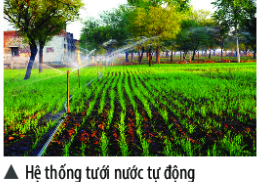 ▲ Hệ thống tưới nước tự động